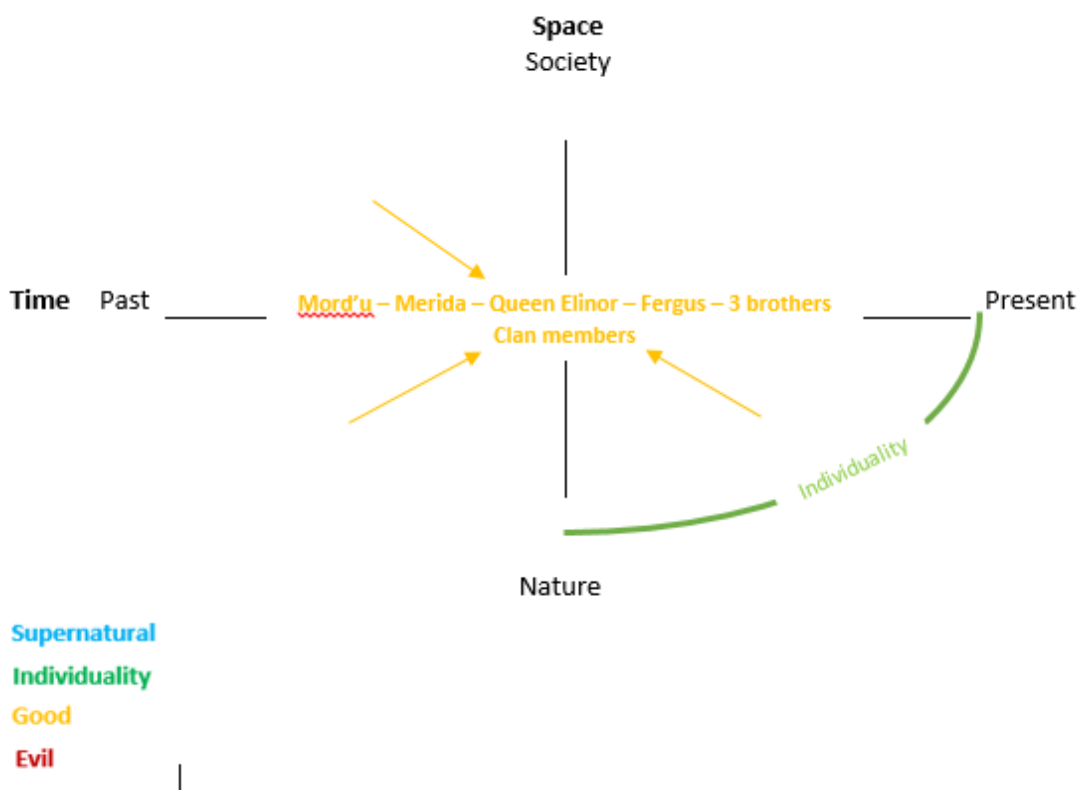 Space
Society
Time Past Mord'u – Merida – Queen Elinor – Fergus – 3 brothers Present
Clan members
Individuality
Nature
Supernatural
Individuality
Good
Evil